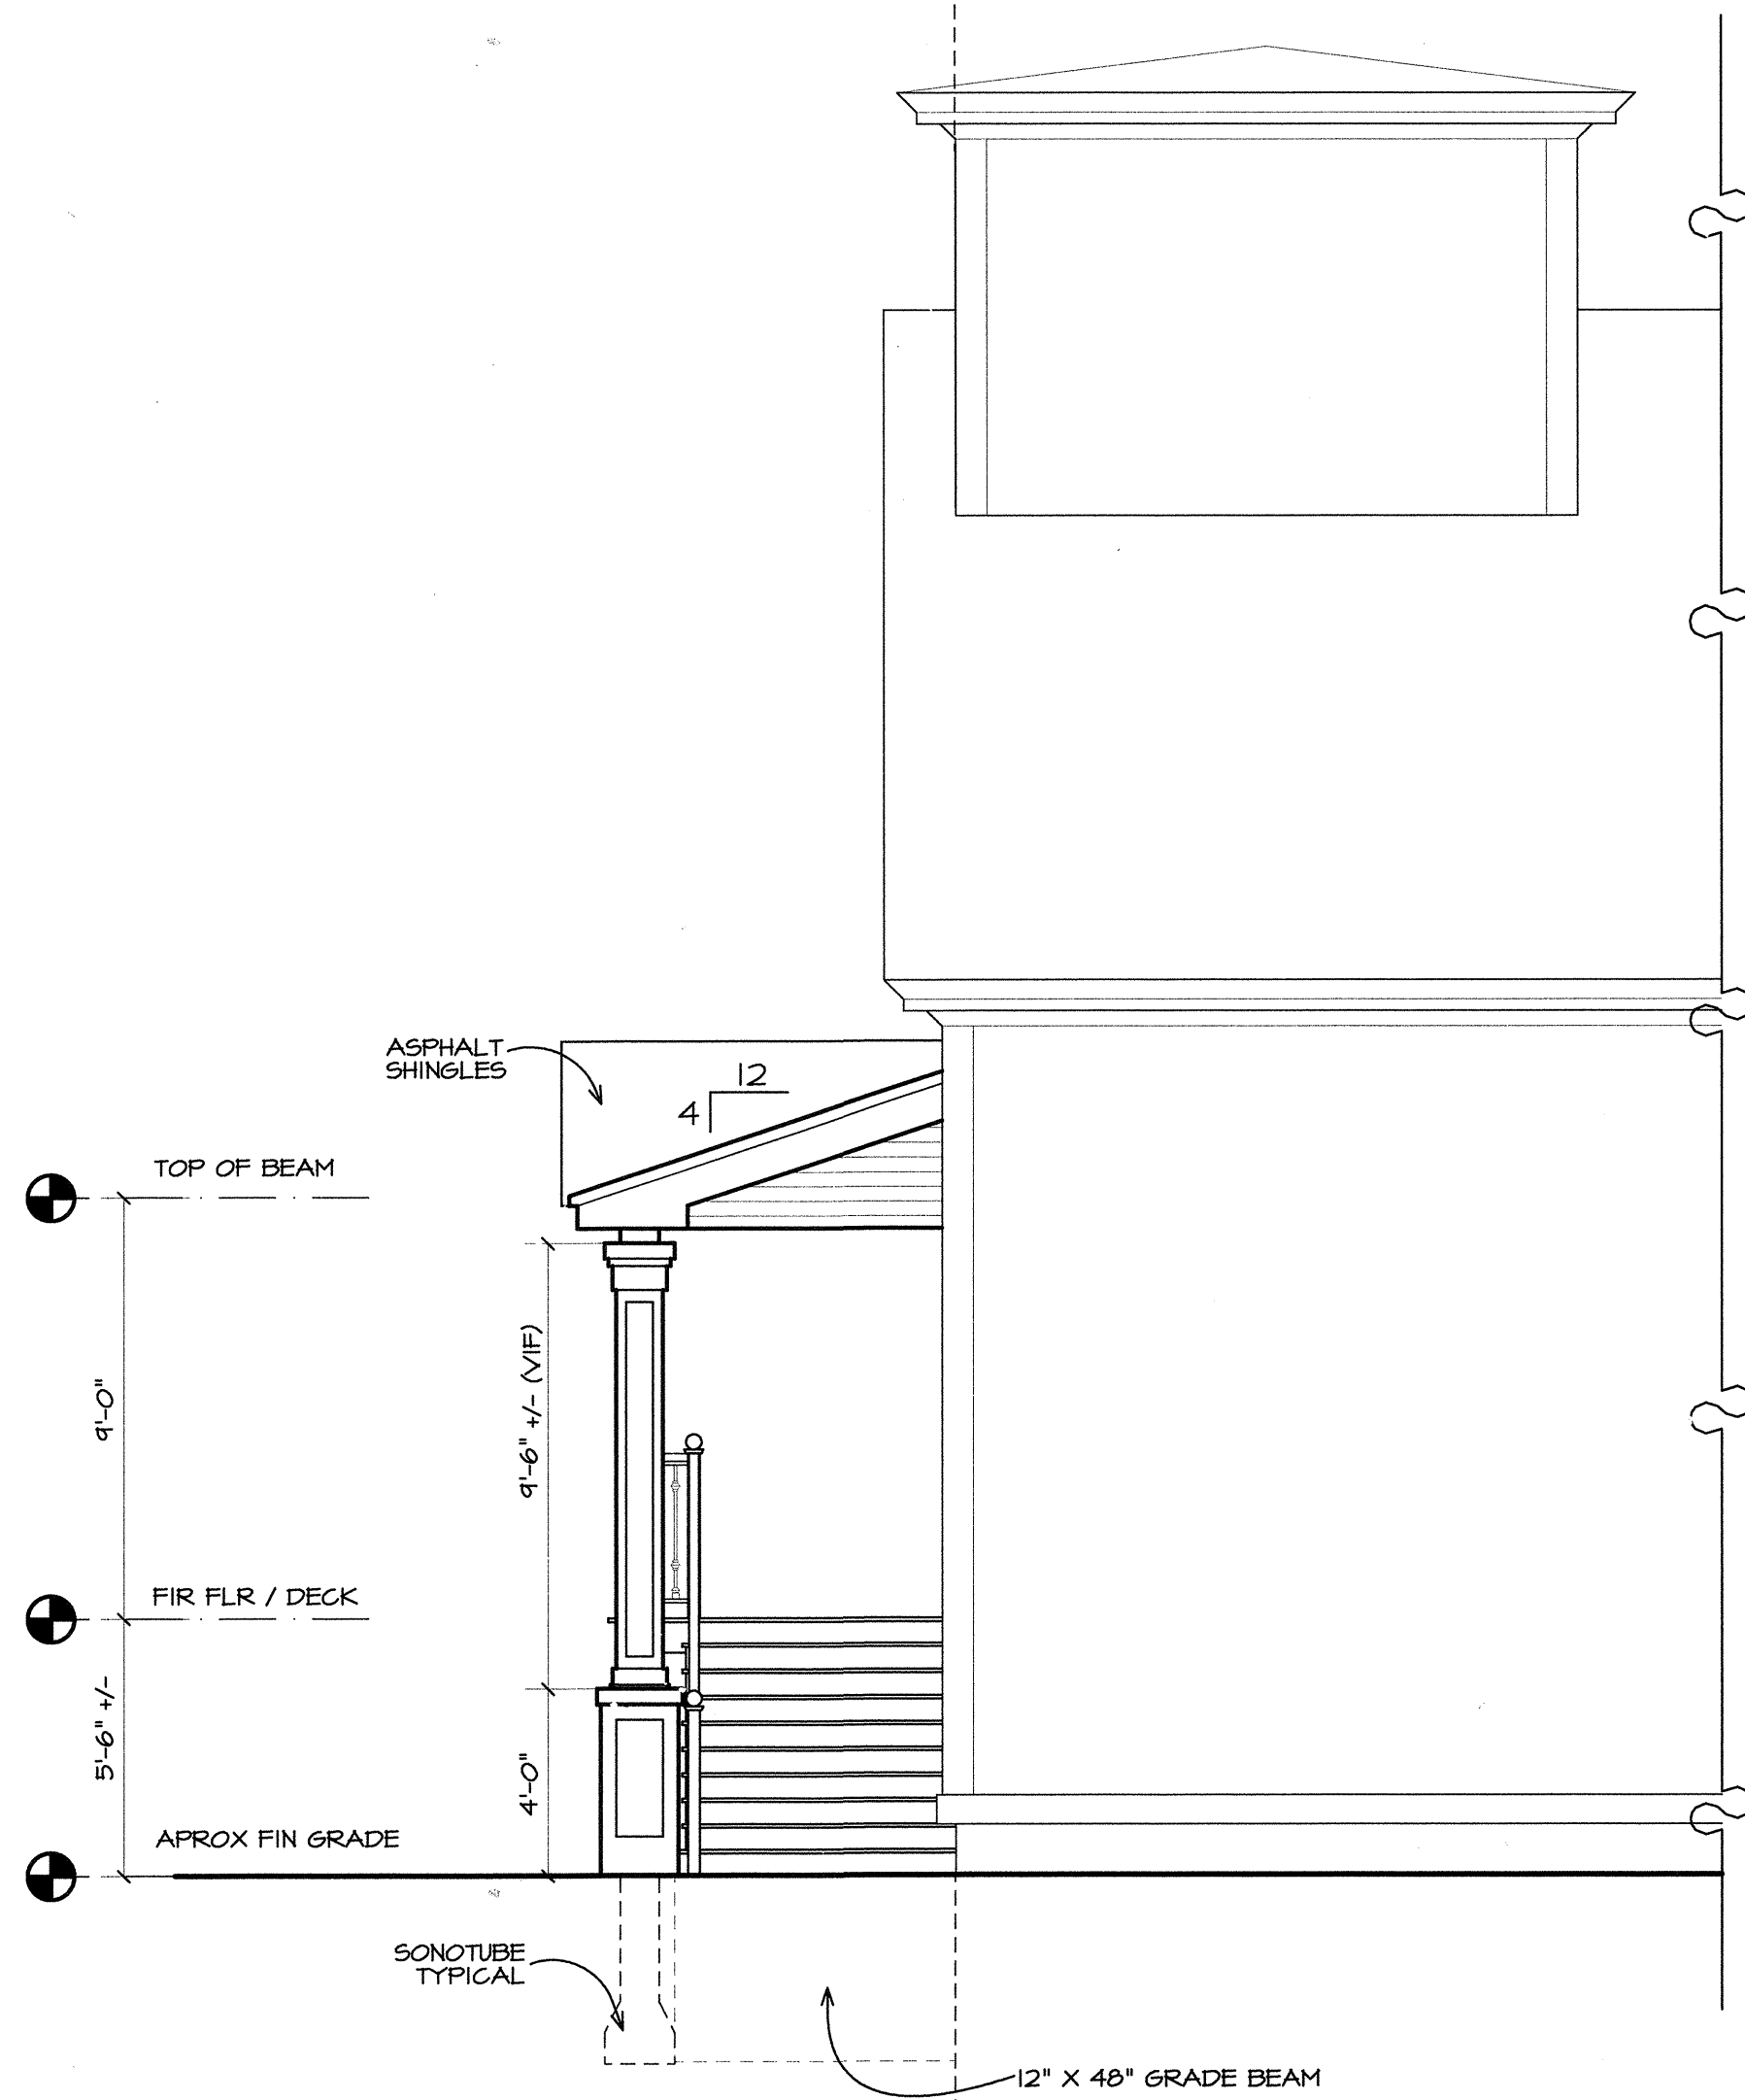 ASPHALT
SHINGLES
12
4
TOP OF BEAM
9'-0"
9'-6" +/- (VIF)
FIR FLR / DECK
5'-6" +/-
4'-0"
APROX FIN GRADE
SONOTUBE
TYPICAL
12" X 48" GRADE BEAM